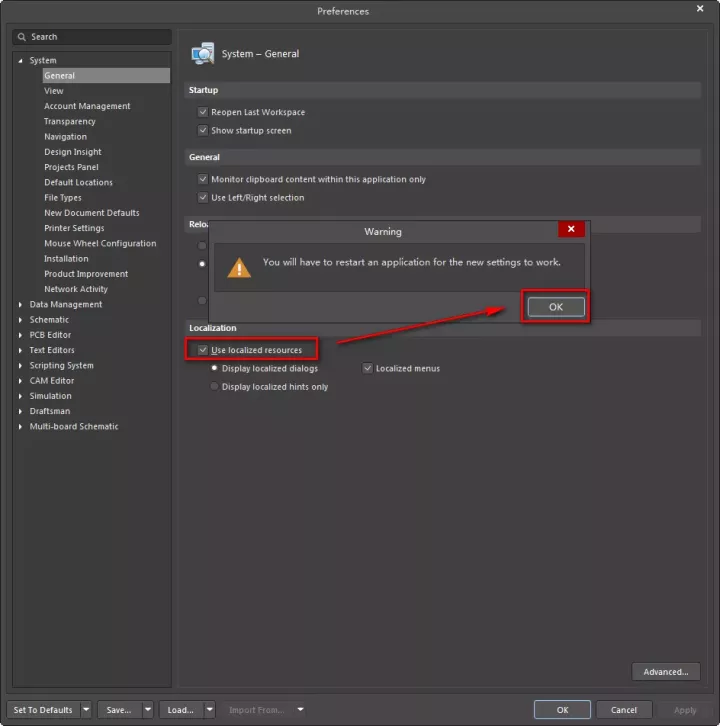 Preferences
Search
System
General
View
Account Management
Transparency
Navigation
Design Insight
Projects Panel
Default Locations
File Types
New Document Defaults
Printer Settings
Mouse Wheel Configuration
Installation
Product Improvement
Network Activity
Data Management
Schematic
PCB Editor
Text Editors
Scripting System
CAM Editor
Simulation
Draftsman
Multi-board Schematic
System – General
Startup
Reopen Last Workspace
Show startup screen
General
Monitor clipboard content within this application only
Use Left/Right selection
Warning
You will have to restart an application for the new settings to work.
OK
Localization
Use localized resources
Display localized dialogs Localized menus
Display localized hints only
Advanced...
Set To Defaults Save... Load... Import From... OK Cancel Apply